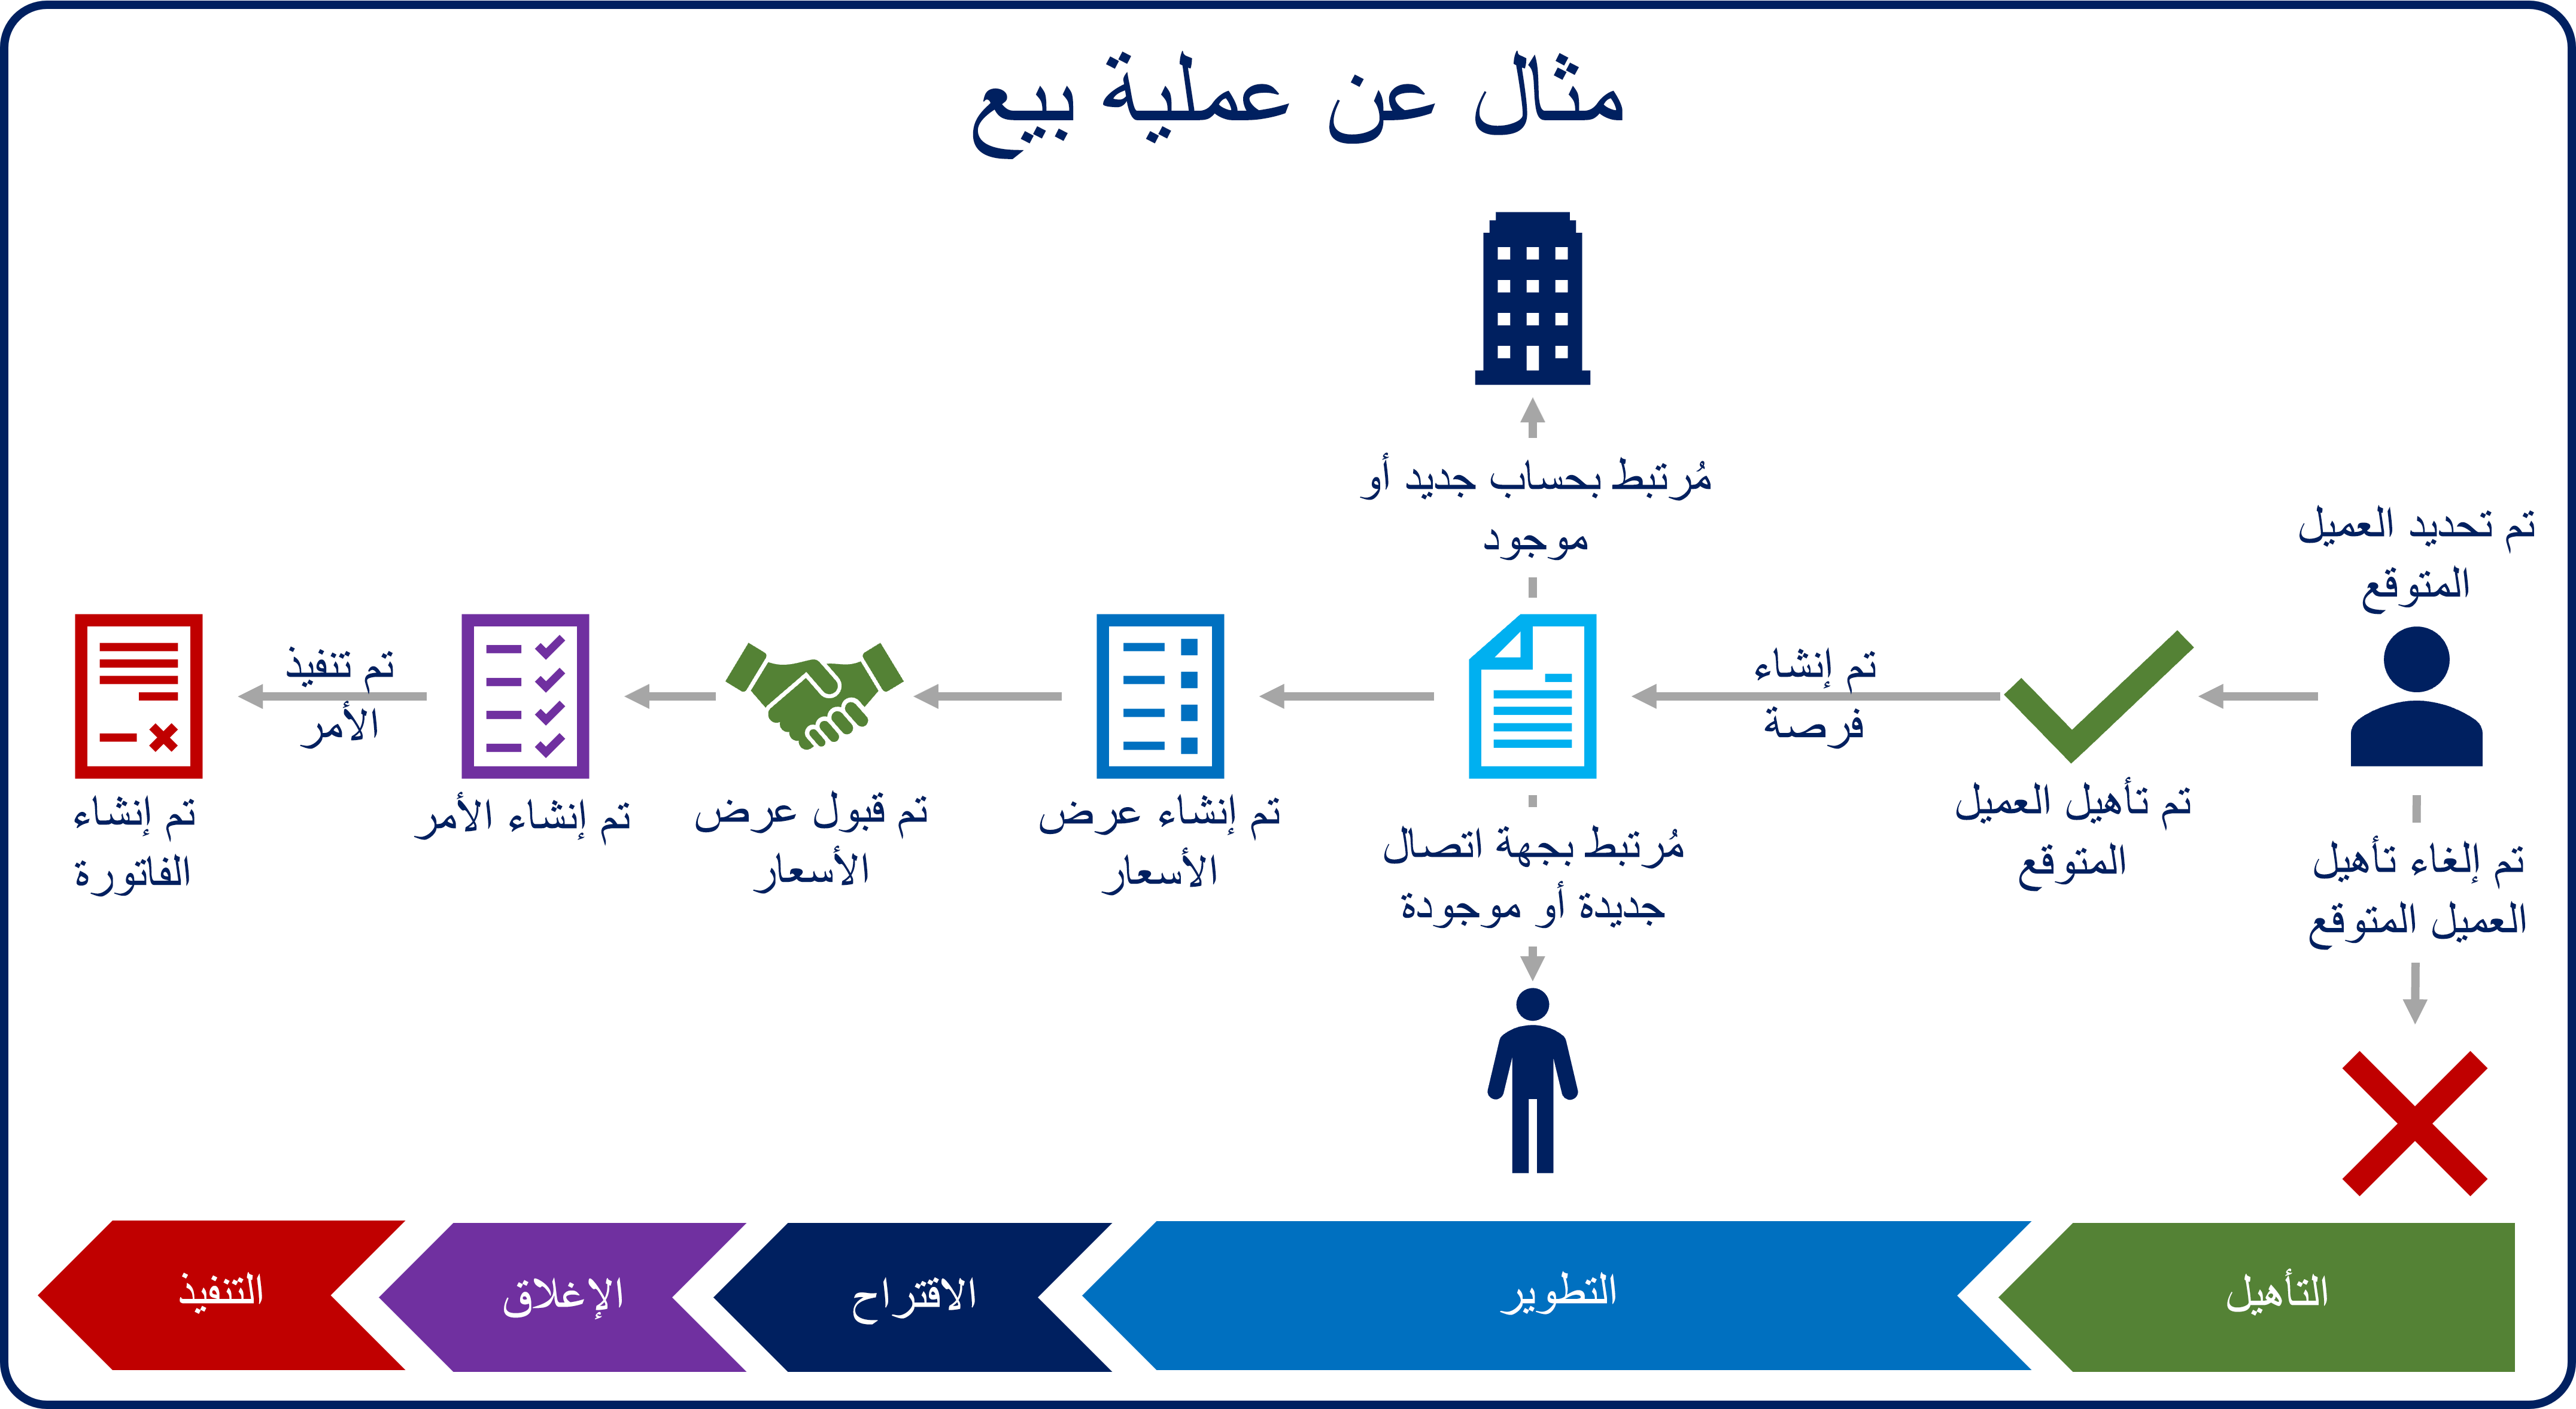 مثال عن عملية بيع
تم تحديد العميل
المتوقع
تم إلغاء تأهيل
العميل المتوقع
تم تأهيل العميل
المتوقع
تم إنشاء
فرصة
مُرتبط بحساب جديد أو
موجود
مُرتبط بجهة اتصال
جديدة أو موجودة
تم إنشاء عرض
الأسعار
تم قبول عرض
الأسعار
تم إنشاء الأمر
تم تنفيذ
الأمر
تم إنشاء
الفاتورة
التأهيل
التطوير
الاقتراح
الإغلاق
التنفيذ